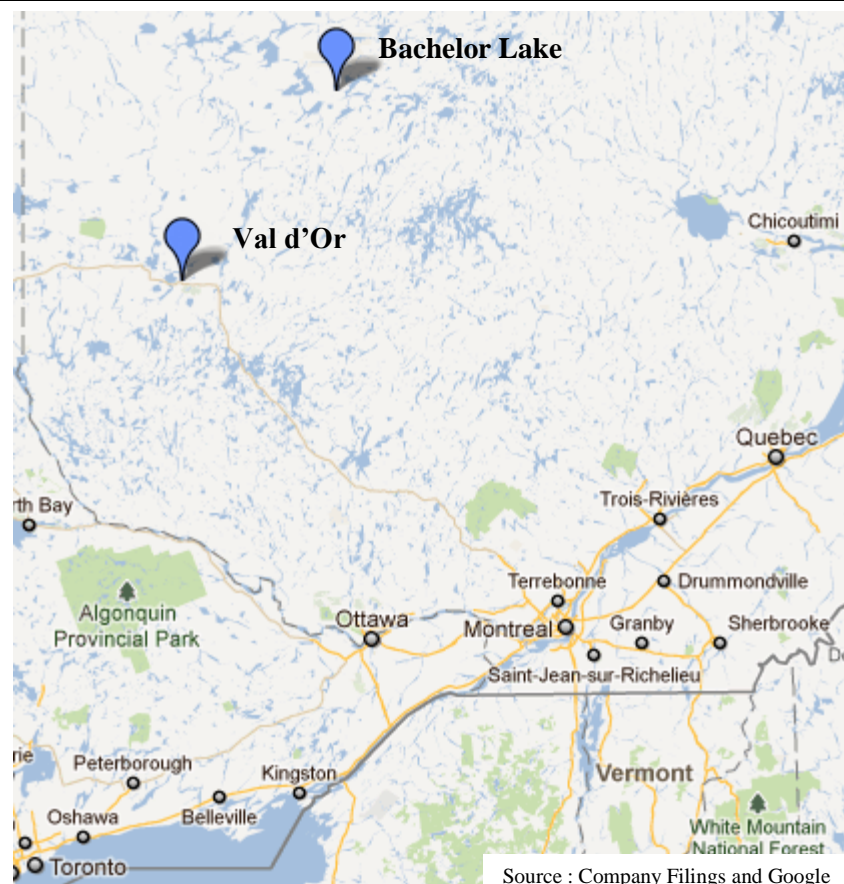 Bachelor Lake
Chicoutimi
Val d’Or
Quebec
Trois-Rivières
rth Bay
Terrebonne
Drummondville
Algonquin
Provincial Park
Ottawa
Montreal
Granby
Sherbrooke
Saint-Jean-sur-Richelieu
De
rie
Peterborough
Kingston
Vermont
Oshawa
Belleville
White Mountain
National Forest
Toronto
Source : Company Filings and Google